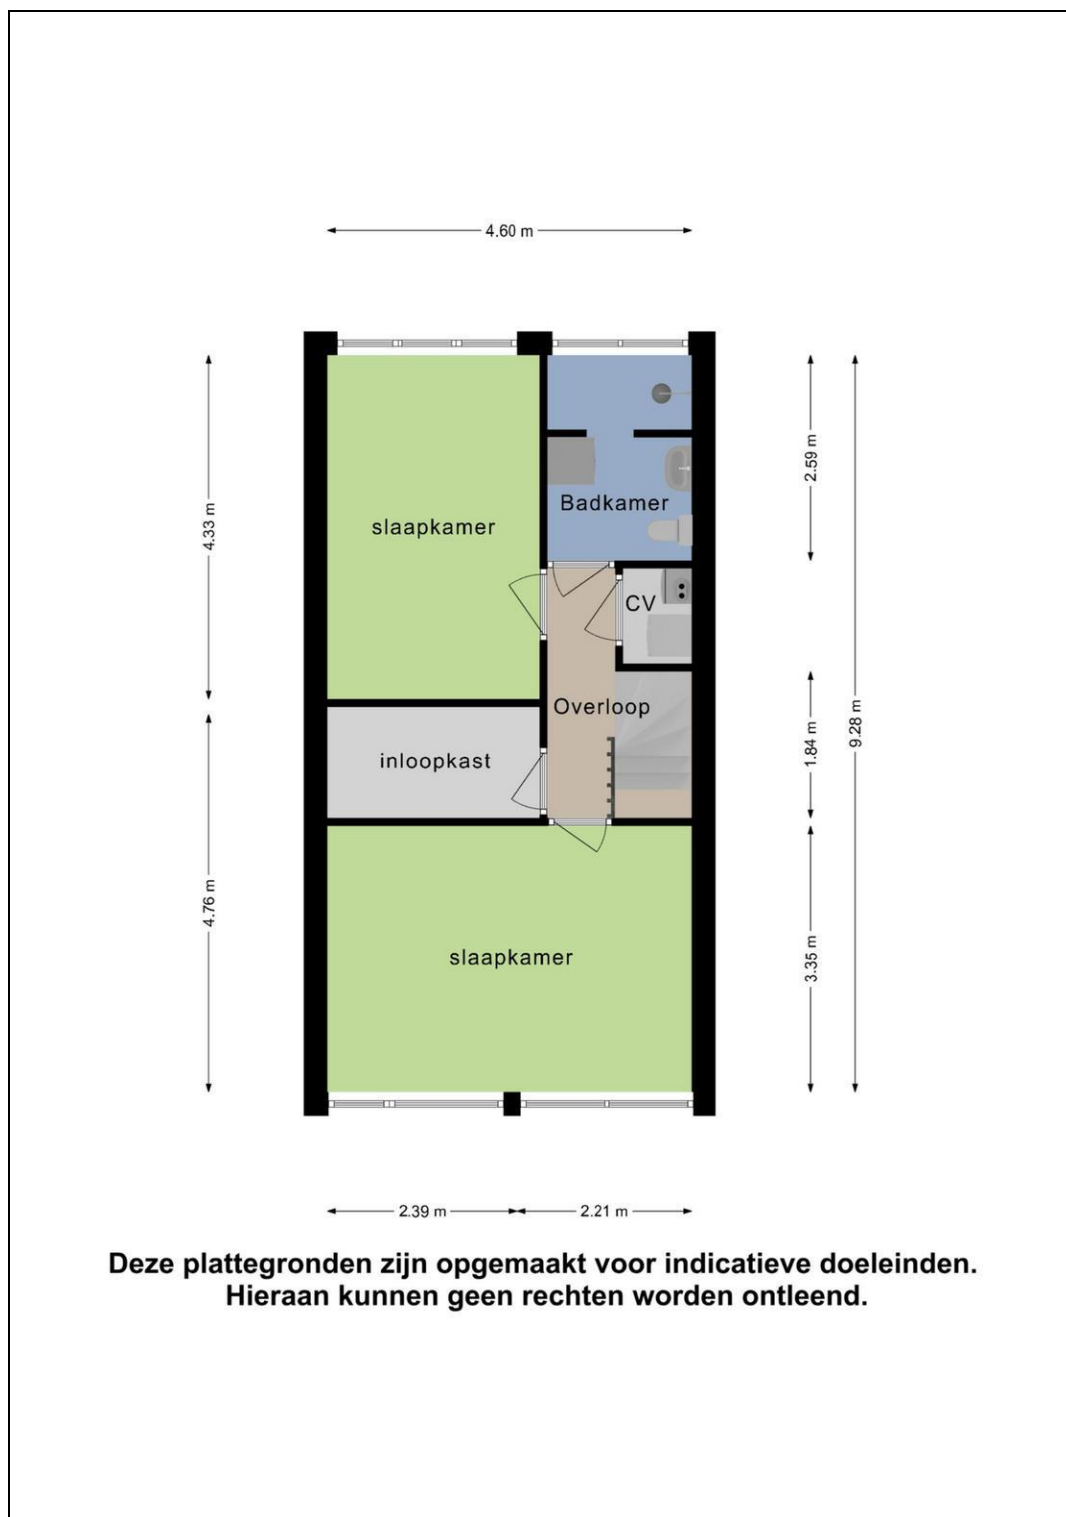 4.60 m
4.33 m
2.59 m
slaapkamer
Badkamer
CV
Overloop
1.84 m
9.28 m
inloopkast
4.76 m
slaapkamer
3.35 m
2.39 m
2.21 m
Deze plattegronden zijn opgemaakt voor indicatieve doeleinden.
Hieraan kunnen geen rechten worden ontleend.